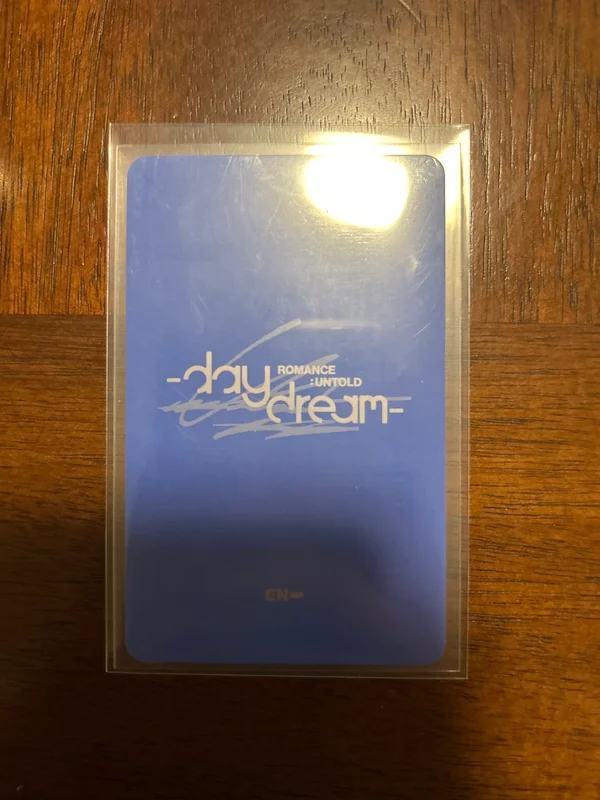 -day ROMANCE
:UNTOLD
dream-
EN-